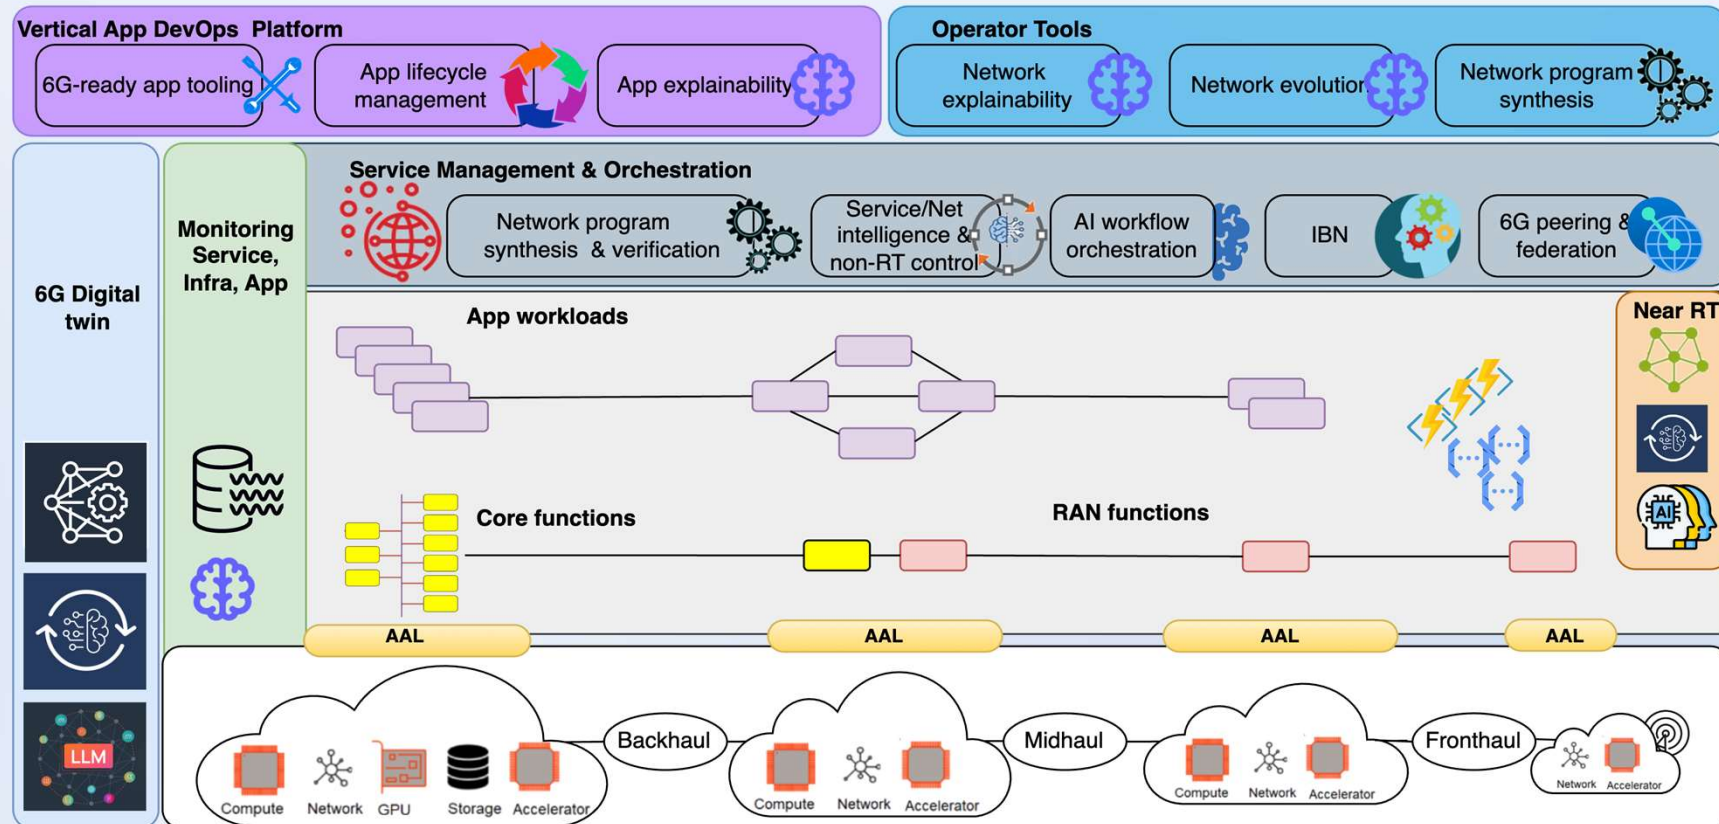 Vertical App DevOps Platform
6G-ready app tooling
App lifecycle
management
App explainability
Operator Tools
Network
explainability
Network evolution
Network program
synthesis
6G Digital
twin
LLM
Monitoring
Service,
Infra, App
Service Management & Orchestration
Network program
synthesis & verification
Service/Net
intelligence &
non-RT control
AI workflow
orchestration
IBN
6G peering &
federation
App workloads
Near RT
AI
Core functions
RAN functions
AAL
AAL
AAL
AAL
Backhaul
Midhaul
Fronthaul
Compute
Network
GPU
Storage
Accelerator
Compute
Network
Accelerator
Compute
Network
Accelerator
Network
Accelerator